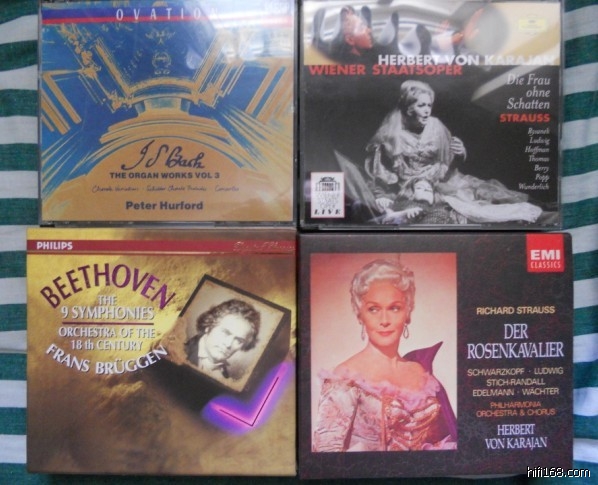 OVATION
J S Bach
THE ORGAN WORKS VOL 3
Peter Hurford
HERBERT VON KARAJAN
WIENER STAATSOPER
Die Frau
ohne
Schatten
STRAUSS
Rysanek
Ludwig
Hoffman
Thomas
Berry
Popp
Wunderlich
LIVE
PHILIPS
BEETHOVEN
THE
9 SYMPHONIES
ORCHESTRA OF THE
18th CENTURY
FRANS BRÜGGEN
EMI
CLASSICS
RICHARD STRAUSS
DER
ROSENKAVALIER
SCHWARZKOPF · LUDWIG
STICH-RANDALL
EDELMANN · WÄCHTER
PHILHARMONIA
ORCHESTRA & CHORUS
HERBERT
VON KARAJAN
hifi168.com